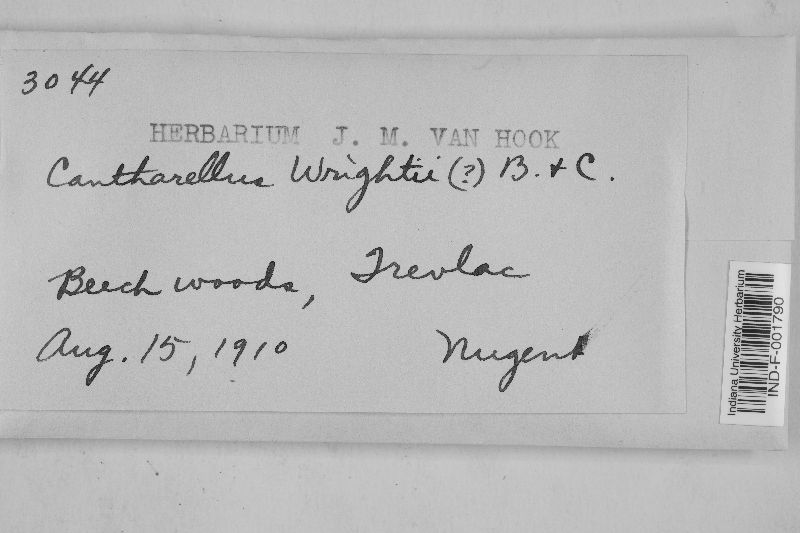 3044
HERBARIUM J. M. VAN HOOK
Cantharellus Wrightii (?) B. & C.
Beech woods, Trevlac
Aug. 15, 1910 Nugent
Indiana University Herbarium
IND-F-001790